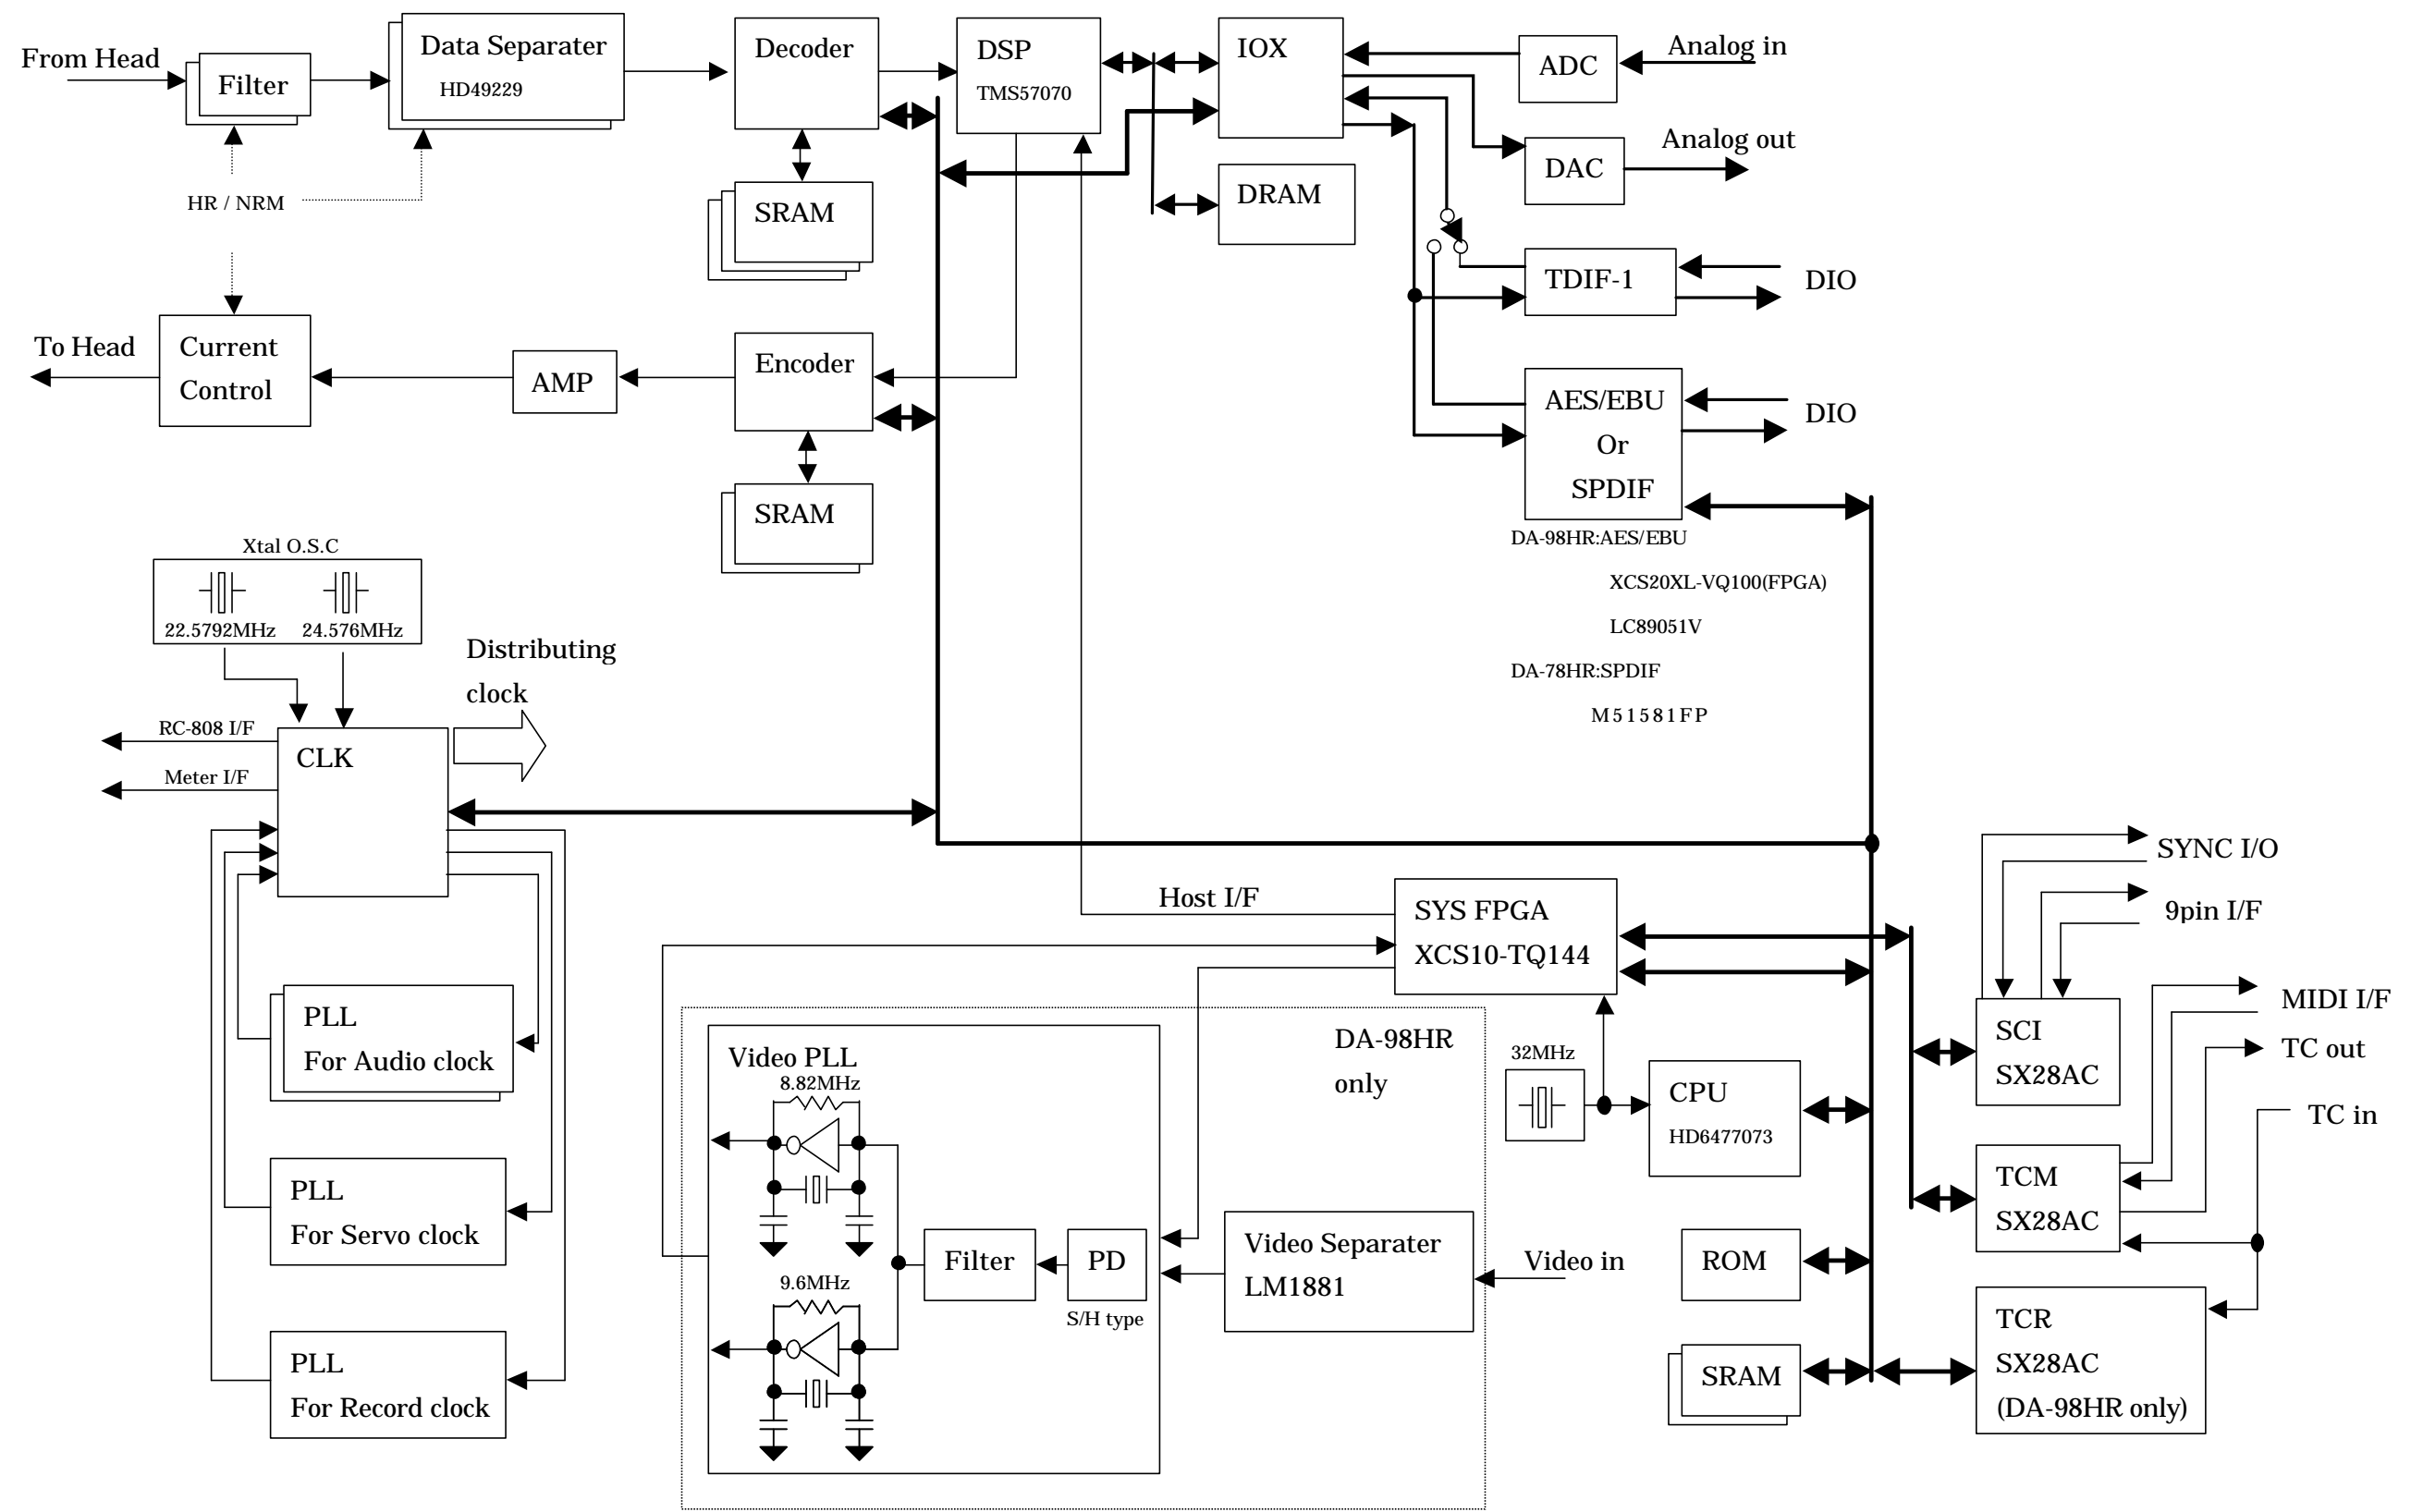 From Head
Filter
Data Separater
HD49229
Decoder
DSP
TMS57070
IOX
ADC
Analog in
DAC
Analog out
HR / NRM
SRAM
DRAM
TDIF-1
DIO
To Head
Current
Control
AMP
Encoder
AES/EBU
Or
SPDIF
DIO
SRAM
DA-98HR:AES/EBU
XCS20XL-VQ100(FPGA)
LC89051V
DA-78HR:SPDIF
M51581FP
Xtal O.S.C
22.5792MHz
24.576MHz
Distributing
clock
RC-808 I/F
Meter I/F
CLK
SYNC I/O
9pin I/F
Host I/F
SYS FPGA
XCS10-TQ144
MIDI I/F
TC out
TC in
SCI
SX28AC
PLL
For Audio clock
Video PLL
8.82MHz
DA-98HR
only
32MHz
CPU
HD6477073
TCM
SX28AC
PLL
For Servo clock
Filter
PD
S/H type
Video Separater
LM1881
Video in
ROM
9.6MHz
TCR
SX28AC
(DA-98HR only)
SRAM
PLL
For Record clock